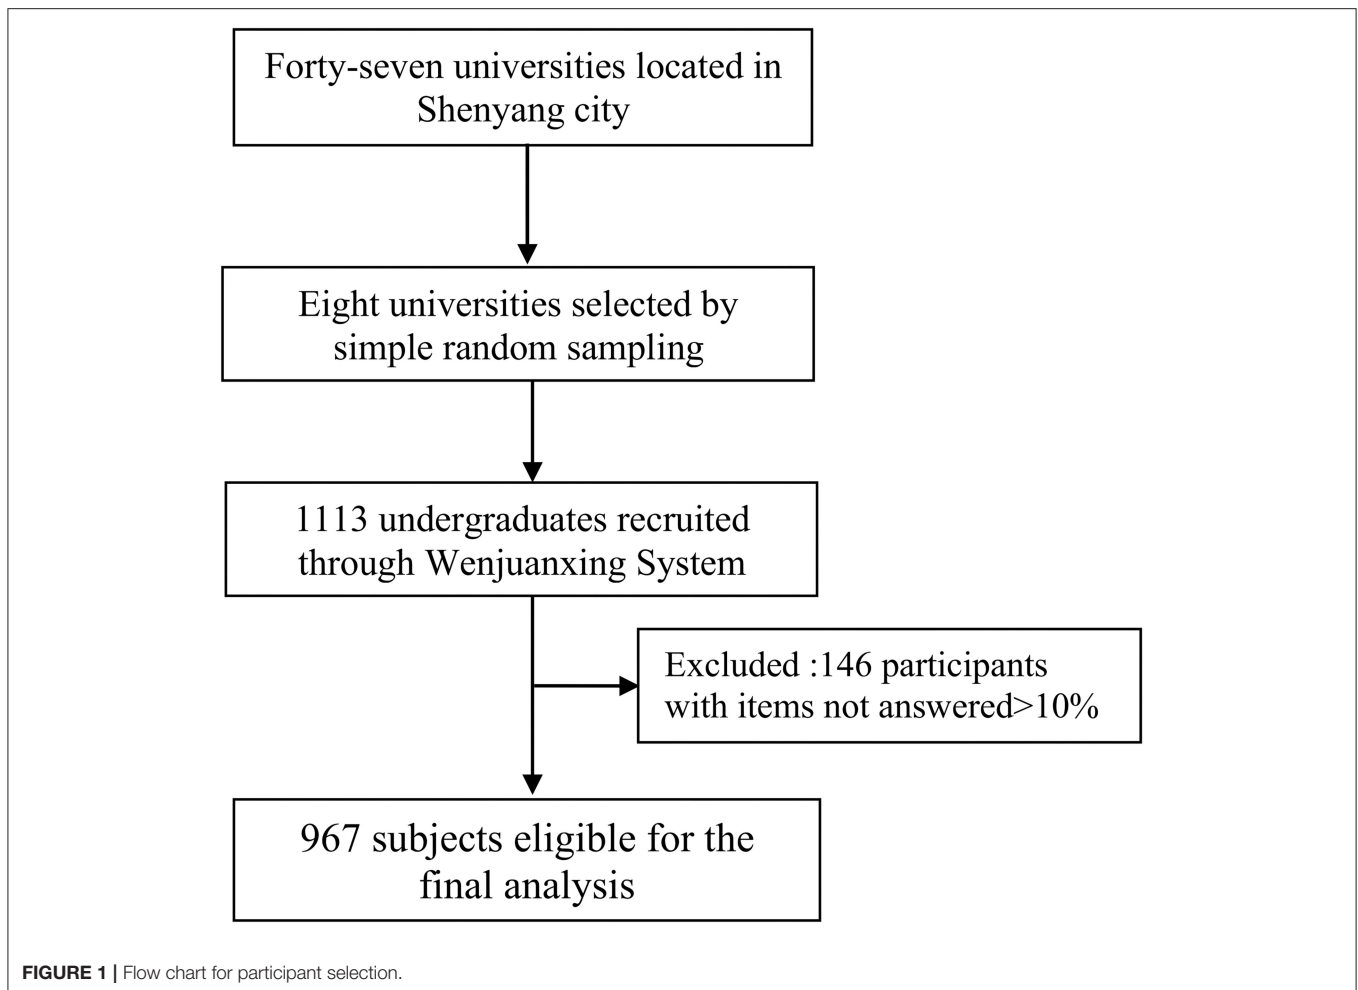 Forty-seven universities located in
Shenyang city
Eight universities selected by
simple random sampling
1113 undergraduates recruited
through Wenjuanxing System
Excluded :146 participants
with items not answered>10%
967 subjects eligible for the
final analysis
FIGURE 1 | Flow chart for participant selection.